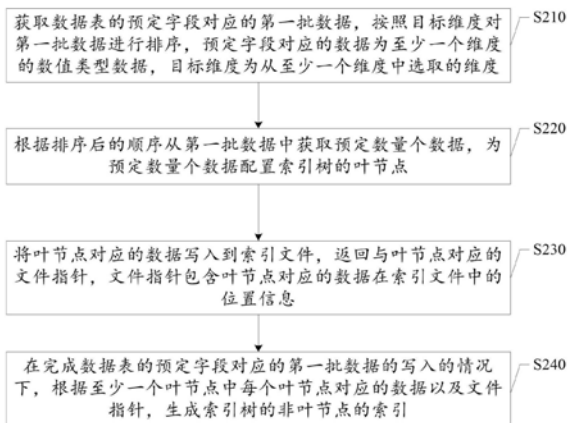 获取数据表的预定字段对应的第一批数据，按照目标维度对
S210
第一批数据进行排序，预定字段对应的数据为至少一个维度
的数值类型数据，目标维度为从至少一个维度中选取的维度
根据排序后的顺序从第一批数据中获取预定数量个数据，为
S220
预定数量个数据配置索引树的叶节点
将叶节点对应的数据写入到索引文件，返回与叶节点对应的
S230
文件指针，文件指针包含叶节点对应的数据在索引文件中的
位置信息
在完成数据表的预定字段对应的第一批数据的写入的情况
S240
下，根据至少一个叶节点中每个叶节点对应的数据以及文件
指针，生成索引树的非叶节点的索引